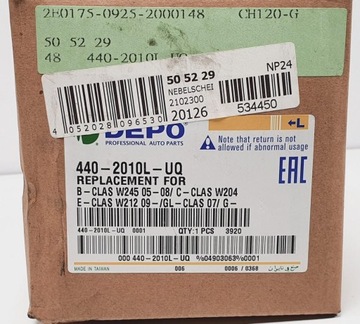 2E0175-0925-2000148 CH120-G
50 52 29
48 440-2010L-UQ
NP24
50 52 29
NEBELSCHEI
2102300
20126
534450
4 052028 096530
DEPO
PROFESSIONAL AUTO PARTS
←L
Note that return is not
allowed if abnormal usage
440-2010L-UQ
REPLACEMENT FOR
B-CLAS W245 05-08/ C-CLAS W204
E-CLAS W212 09-/GL-CLAS 07/ G-
EAC
440-2010L-UQ 0001 QTY:1 PCS 3920
000 440-2010L-UQ %04903063%0001
MADE IN TAIWAN 006 0006 / 0368